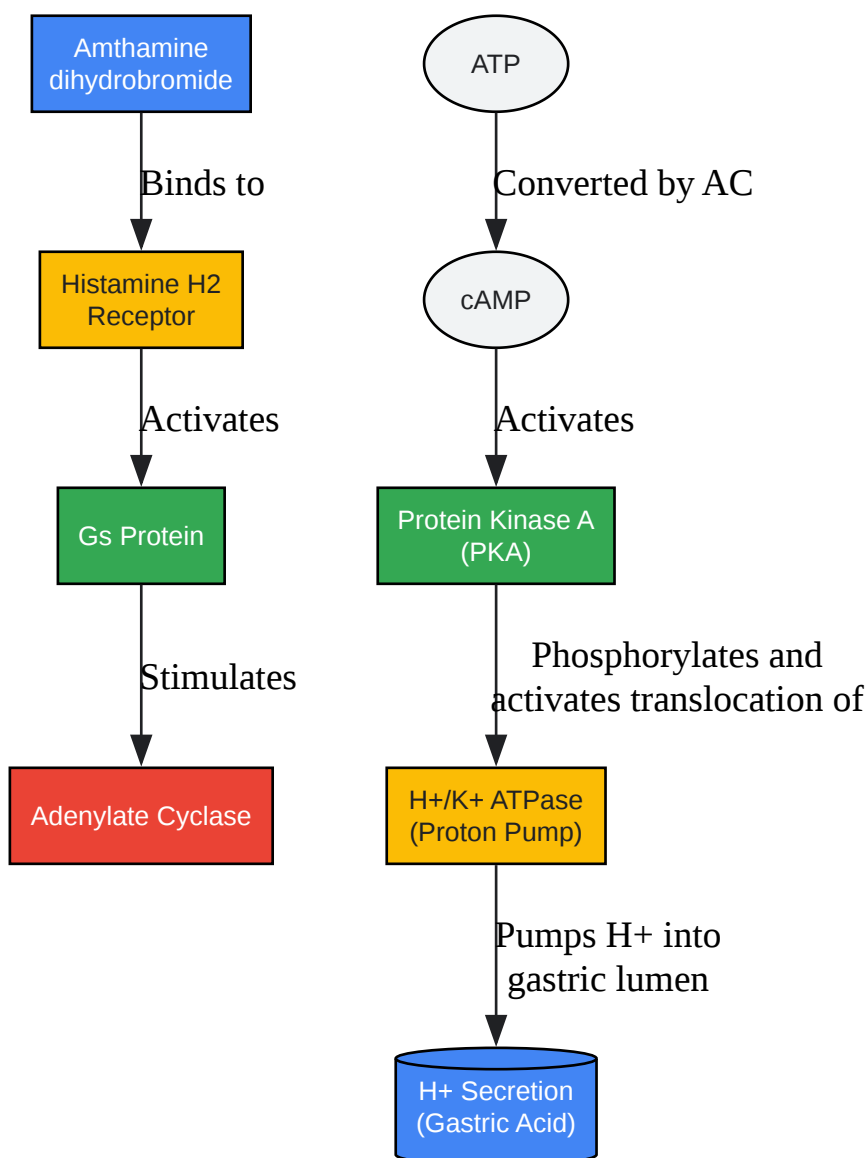 Amthamine
dihydrobromide
Binds to
Histamine H2
Receptor
Activates
Gs Protein
Stimulates
Adenylate Cyclase
ATP
Converted by AC
cAMP
Activates
Protein Kinase A
(PKA)
Phosphorylates and
activates translocation of
H+/K+ ATPase
(Proton Pump)
Pumps H+ into
gastric lumen
H+ Secretion
(Gastric Acid)